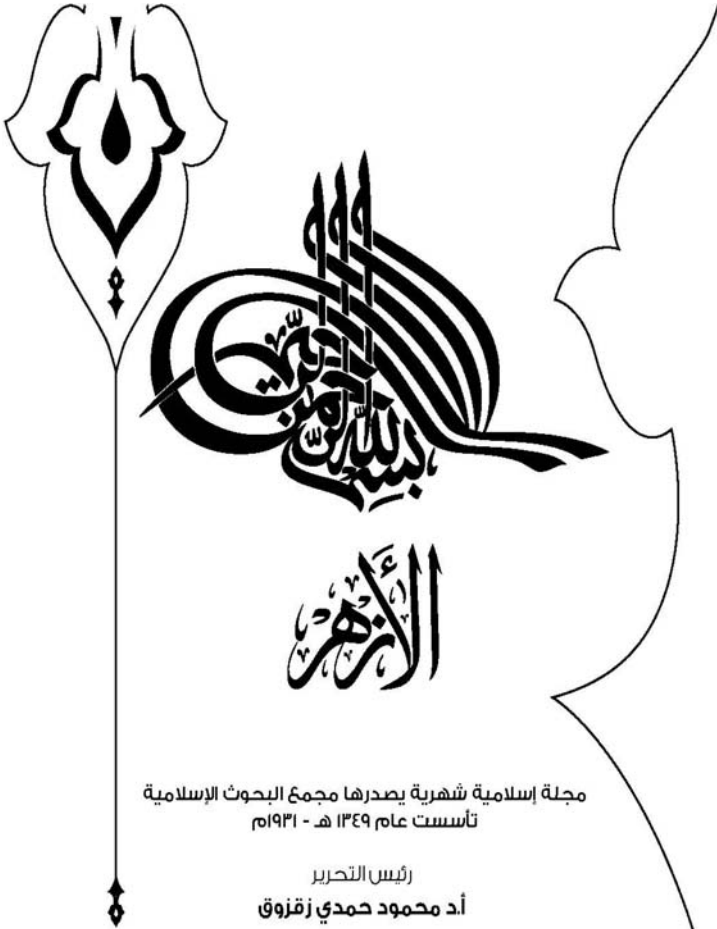 بسم الله الرحمن الرحيم
الأزهر
مجلة إسلامية شهرية يصدرها مجمع البحوث الإسلامية
تأسست عام ١٣٤٩ هـ - ١٩٣١م
رئيس التحرير
أ.د محمود حمدي زقزوق